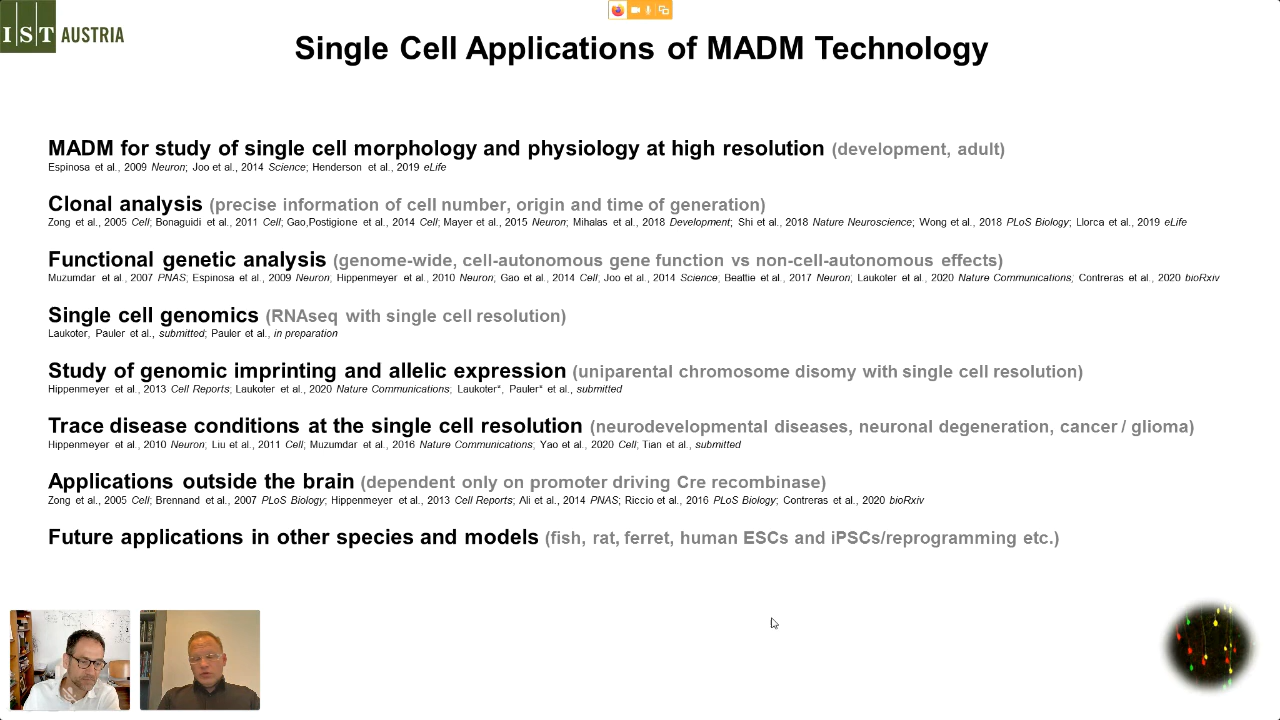 IST AUSTRIA
Single Cell Applications of MADM Technology
MADM for study of single cell morphology and physiology at high resolution (development, adult)
Espinosa et al., 2009 Neuron; Joo et al., 2014 Science; Henderson et al., 2019 eLife
Clonal analysis (precise information of cell number, origin and time of generation)
Zong et al., 2005 Cell; Bonaguidi et al., 2011 Cell; Gao,Postigione et al., 2014 Cell; Mayer et al., 2015 Neuron; Mihalas et al., 2018 Development; Shi et al., 2018 Nature Neuroscience; Wong et al., 2018 PLoS Biology; Llorca et al., 2019 eLife
Functional genetic analysis (genome-wide, cell-autonomous gene function vs non-cell-autonomous effects)
Muzumdar et al., 2007 PNAS; Espinosa et al., 2009 Neuron; Hippenmeyer et al., 2010 Neuron; Gao et al., 2014 Cell; Joo et al., 2014 Science; Beattie et al., 2017 Neuron; Laukoter et al., 2020 Nature Communications; Contreras et al., 2020 bioRxiv
Single cell genomics (RNAseq with single cell resolution)
Laukoter, Pauler et al., submitted; Pauler et al., in preparation
Study of genomic imprinting and allelic expression (uniparental chromosome disomy with single cell resolution)
Hippenmeyer et al., 2013 Cell Reports; Laukoter et al., 2020 Nature Communications; Laukoter*, Pauler* et al., submitted
Trace disease conditions at the single cell resolution (neurodevelopmental diseases, neuronal degeneration, cancer / glioma)
Hippenmeyer et al., 2010 Neuron; Liu et al., 2011 Cell; Muzumdar et al., 2016 Nature Communications; Yao et al., 2020 Cell; Tian et al., submitted
Applications outside the brain (dependent only on promoter driving Cre recombinase)
Zong et al., 2005 Cell; Brennand et al., 2007 PLoS Biology; Hippenmeyer et al., 2013 Cell Reports; Ali et al., 2014 PNAS; Riccio et al., 2016 PLoS Biology; Contreras et al., 2020 bioRxiv
Future applications in other species and models (fish, rat, ferret, human ESCs and iPSCs/reprogramming etc.)